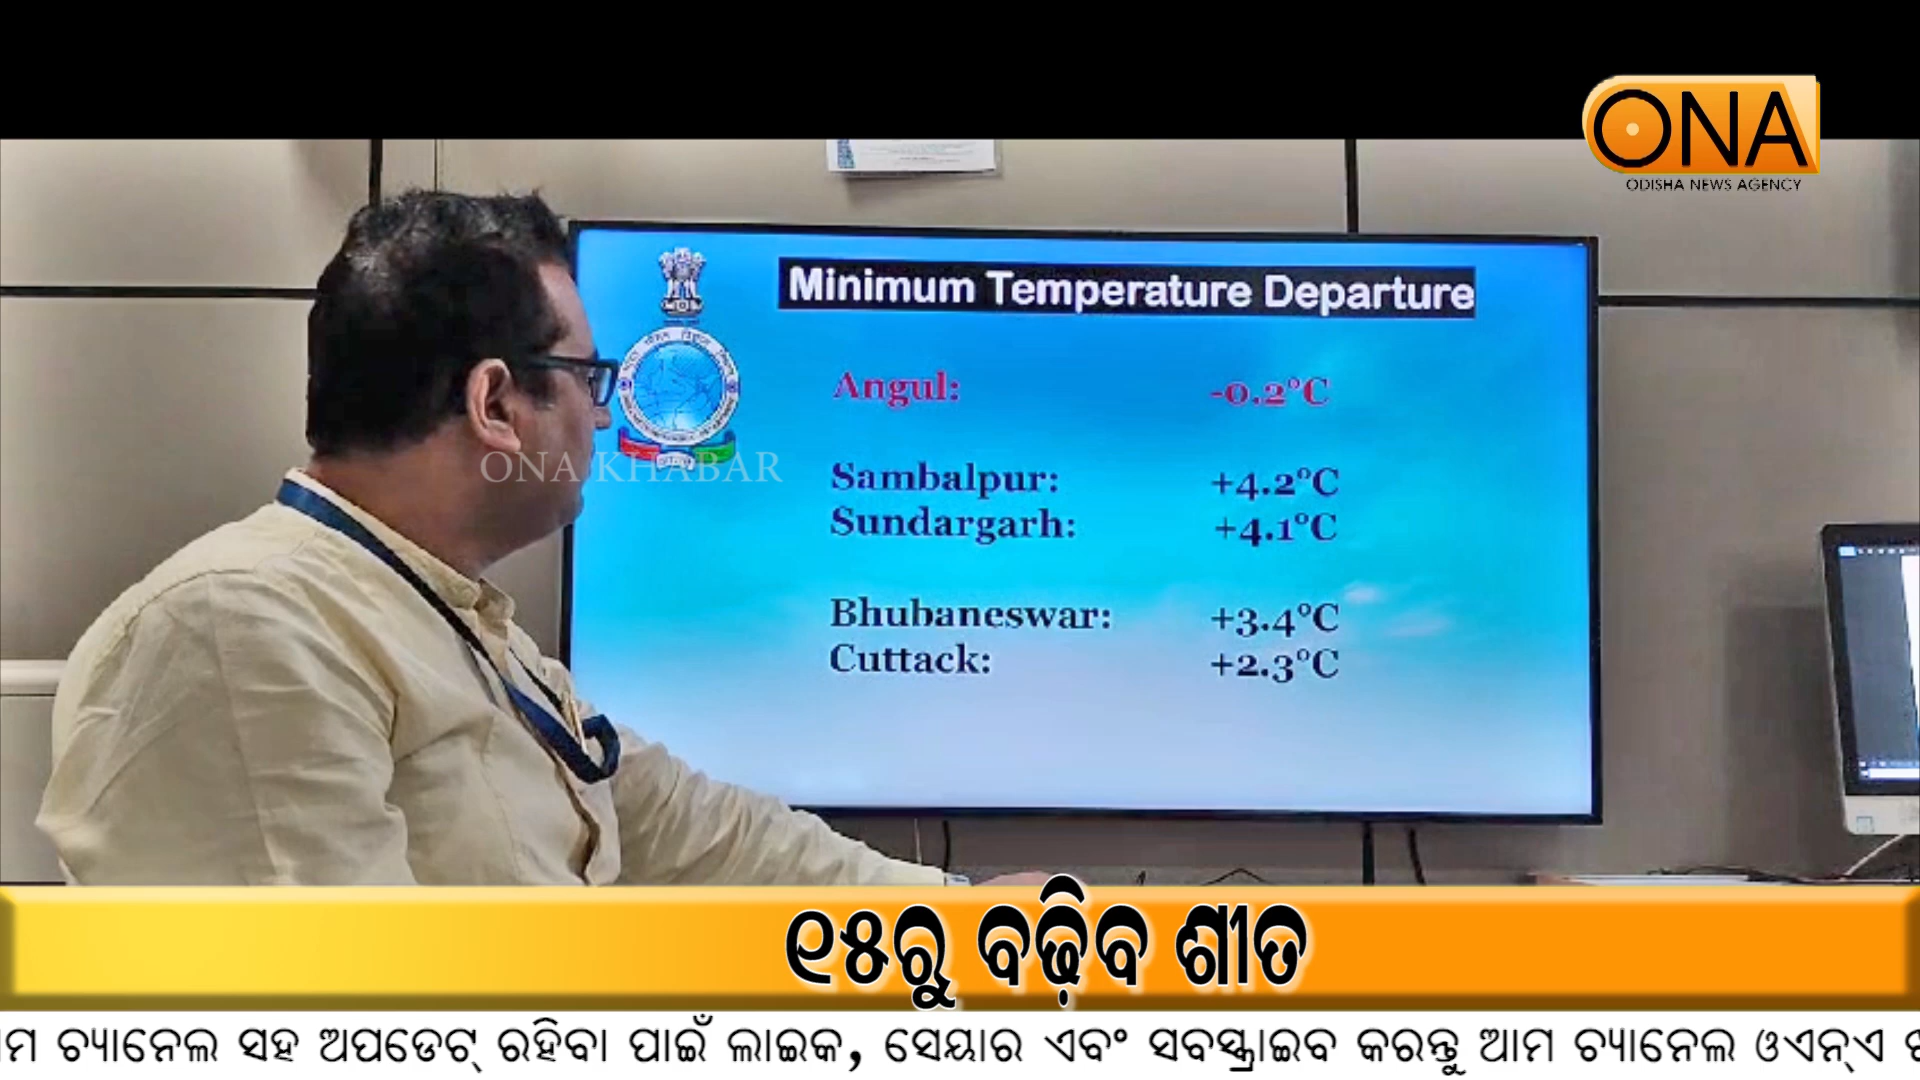 ONA
ODISHA NEWS AGENCY
Minimum Temperature Departure
Angul: -0.2°C
Sambalpur: +4.2°C
Sundargarh: +4.1°C
Bhubaneswar: +3.4°C
Cuttack: +2.3°C
ONA KHABAR
୧୫ରୁ ବଢ଼ିବ ଶୀତ
ଚ୍ୟାନେଲ ସହ ଅପଡେଟ୍ ରହିବା ପାଇଁ ଲାଇକ, ସେୟାର ଏବଂ ସବସ୍କ୍ରାଇବ କରନ୍ତୁ ଆମ ଚ୍ୟାନେଲ ଓଏନ୍ଏ